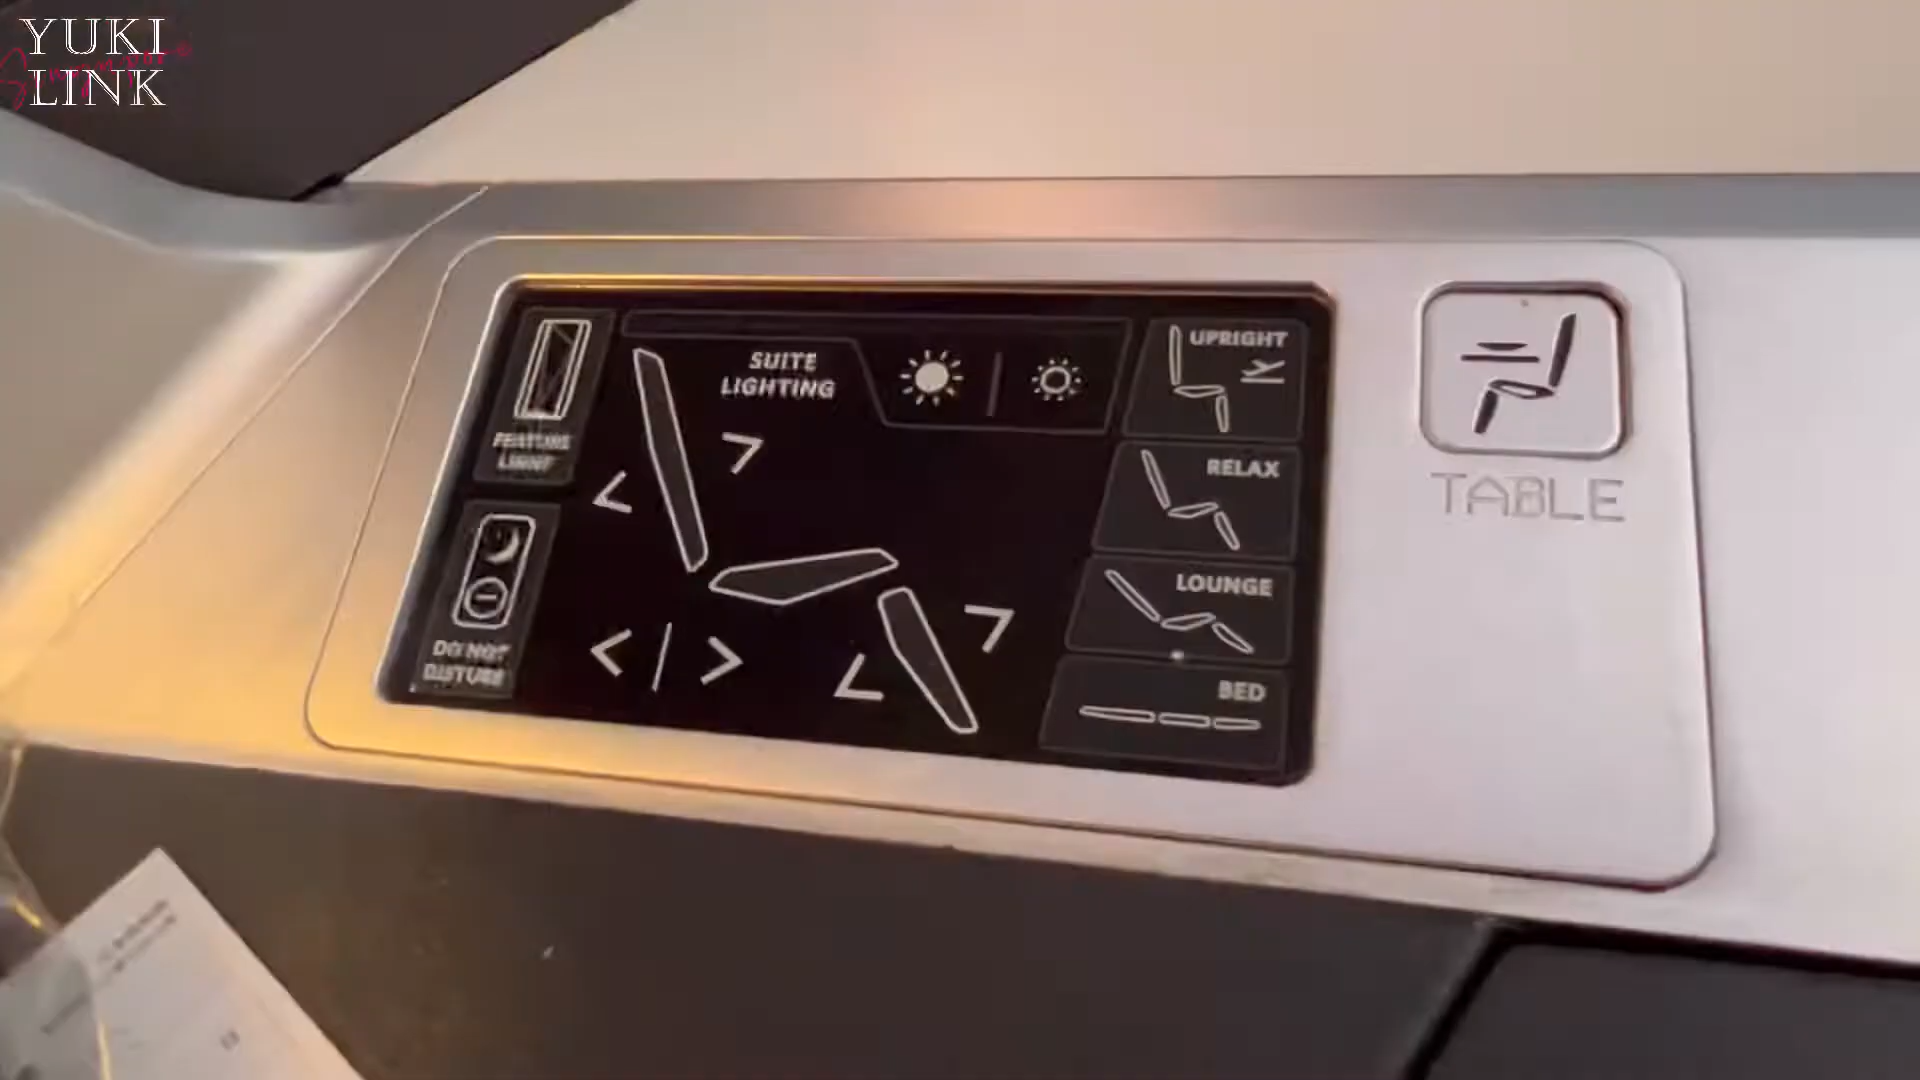 YUKI
LINK
SUITE
LIGHTING
UPRIGHT
FEATURE
LIGHT
RELAX
TABLE
LOUNGE
DO NOT
DISTURB
BED